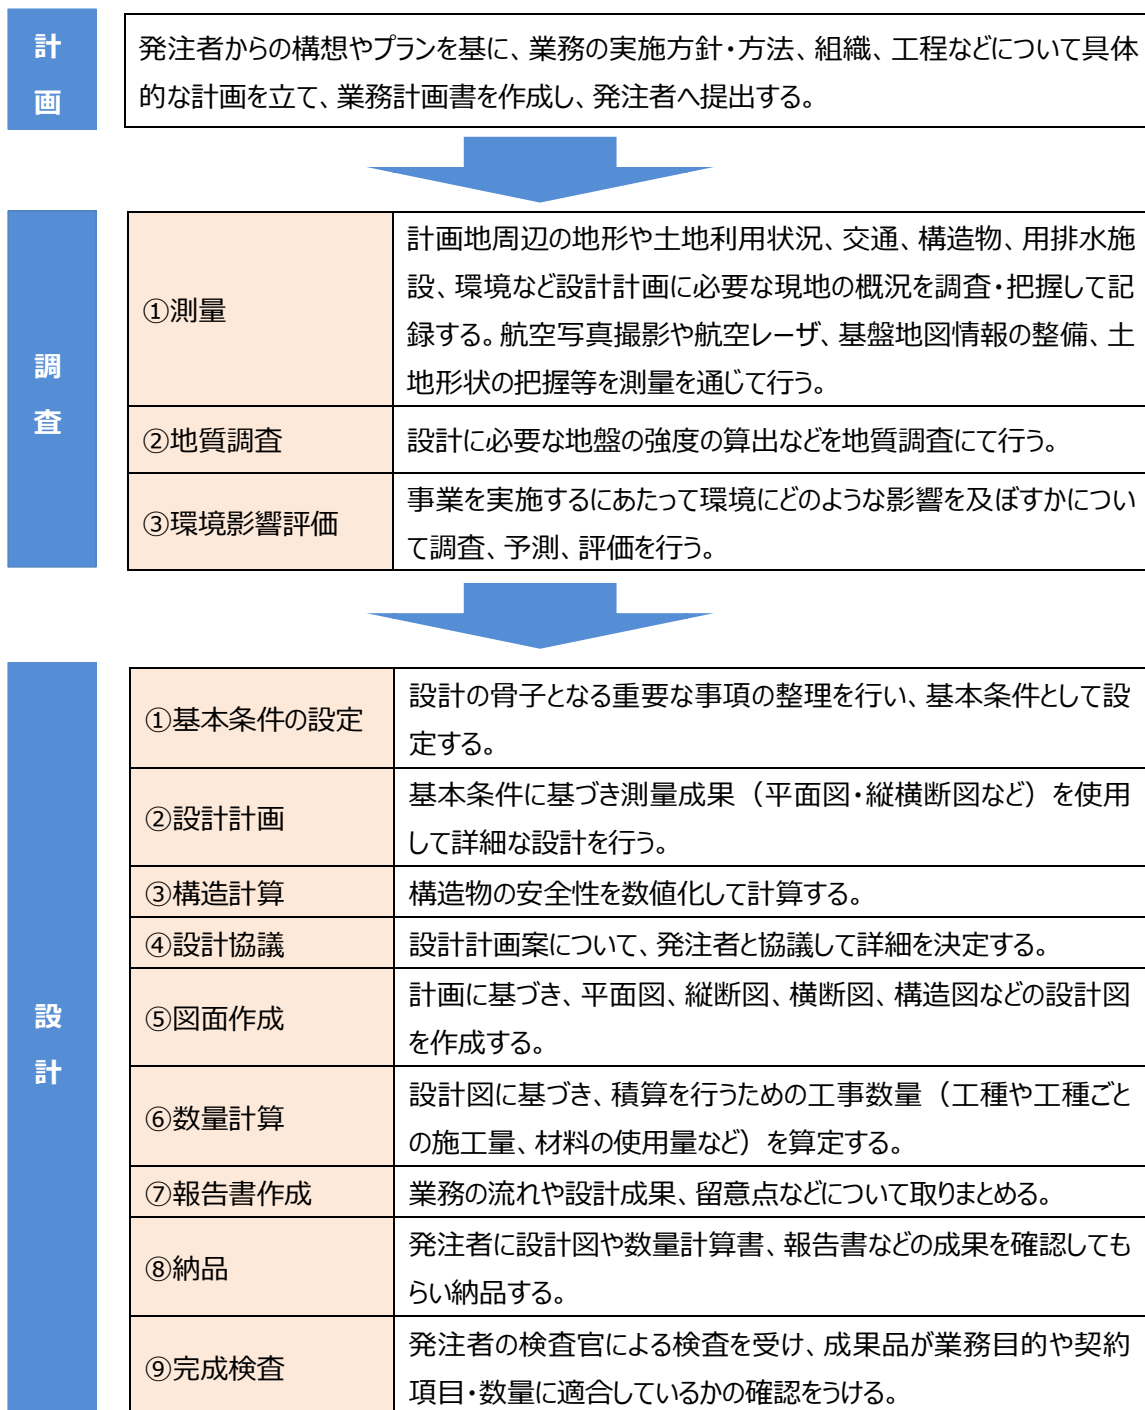 計
画
発注者からの構想やプランを基に、業務の実施方針・方法、組織、工程などについて具体
的な計画を立て、業務計画書を作成し、発注者へ提出する。
調
査
①測量
計画地周辺の地形や土地利用状況、交通、構造物、用排水施
設、環境など設計計画に必要な現地の概況を調査・把握して記
録する。航空写真撮影や航空レーザ、基盤地図情報の整備、土
地形状の把握等を測量を通じて行う。
②地質調査
設計に必要な地盤の強度の算出などを地質調査にて行う。
③環境影響評価
事業を実施するにあたって環境にどのような影響を及ぼすかについ
て調査、予測、評価を行う。
設
計
①基本条件の設定
設計の骨子となる重要な事項の整理を行い、基本条件として設
定する。
②設計計画
基本条件に基づき測量成果（平面図・縦横断図など）を使用
して詳細な設計を行う。
③構造計算
構造物の安全性を数値化して計算する。
④設計協議
設計計画案について、発注者と協議して詳細を決定する。
⑤図面作成
計画に基づき、平面図、縦断図、横断図、構造図などの設計図
を作成する。
⑥数量計算
設計図に基づき、積算を行うための工事数量（工種や工種ごと
の施工量、材料の使用量など）を算定する。
⑦報告書作成
業務の流れや設計成果、留意点などについて取りまとめる。
⑧納品
発注者に設計図や数量計算書、報告書などの成果を確認しても
らい納品する。
⑨完成検査
発注者の検査官による検査を受け、成果品が業務目的や契約
項目・数量に適合しているかの確認をうける。